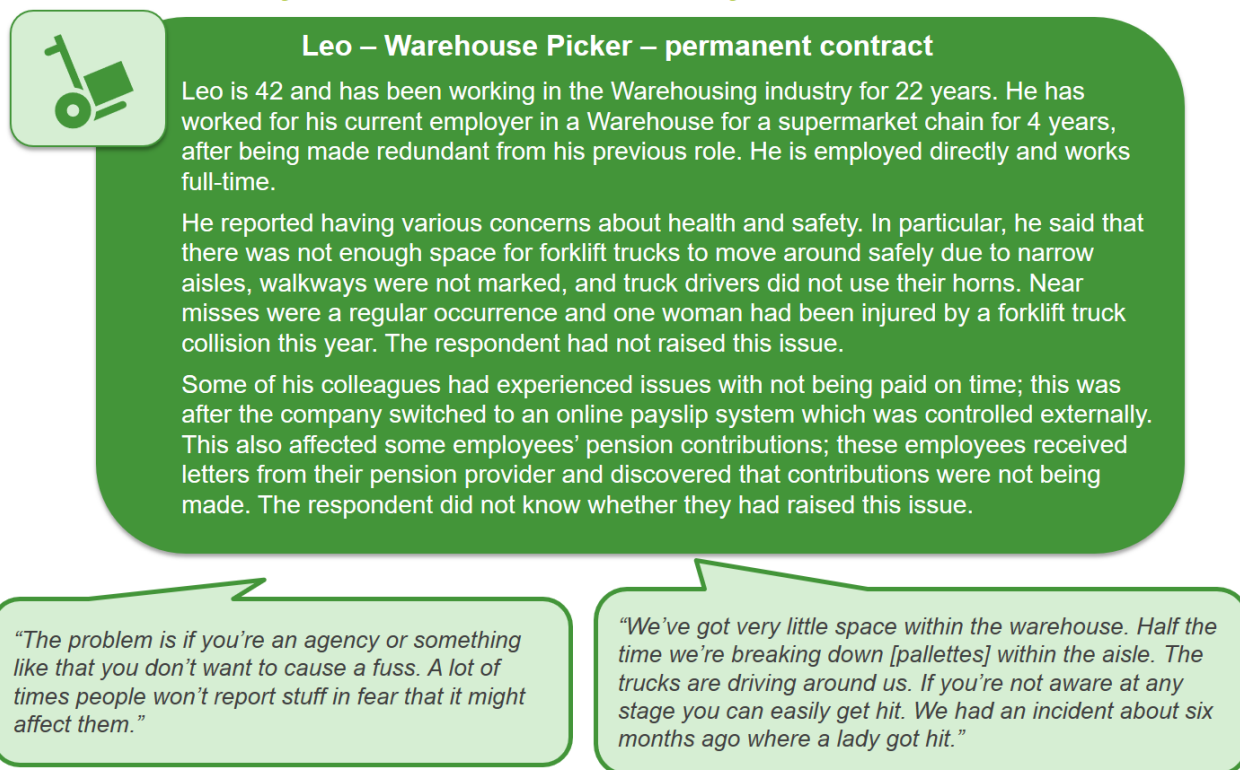 Leo – Warehouse Picker – permanent contract
Leo is 42 and has been working in the Warehousing industry for 22 years. He has
worked for his current employer in a Warehouse for a supermarket chain for 4 years,
after being made redundant from his previous role. He is employed directly and works
full-time.
He reported having various concerns about health and safety. In particular, he said that
there was not enough space for forklift trucks to move around safely due to narrow
aisles, walkways were not marked, and truck drivers did not use their horns. Near
misses were a regular occurrence and one woman had been injured by a forklift truck
collision this year. The respondent had not raised this issue.
Some of his colleagues had experienced issues with not being paid on time; this was
after the company switched to an online payslip system which was controlled externally.
This also affected some employees’ pension contributions; these employees received
letters from their pension provider and discovered that contributions were not being
made. The respondent did not know whether they had raised this issue.
“The problem is if you’re an agency or something
like that you don’t want to cause a fuss. A lot of
times people won’t report stuff in fear that it might
affect them.”
“We’ve got very little space within the warehouse. Half the
time we’re breaking down [pallettes] within the aisle. The
trucks are driving around us. If you’re not aware at any
stage you can easily get hit. We had an incident about six
months ago where a lady got hit.”